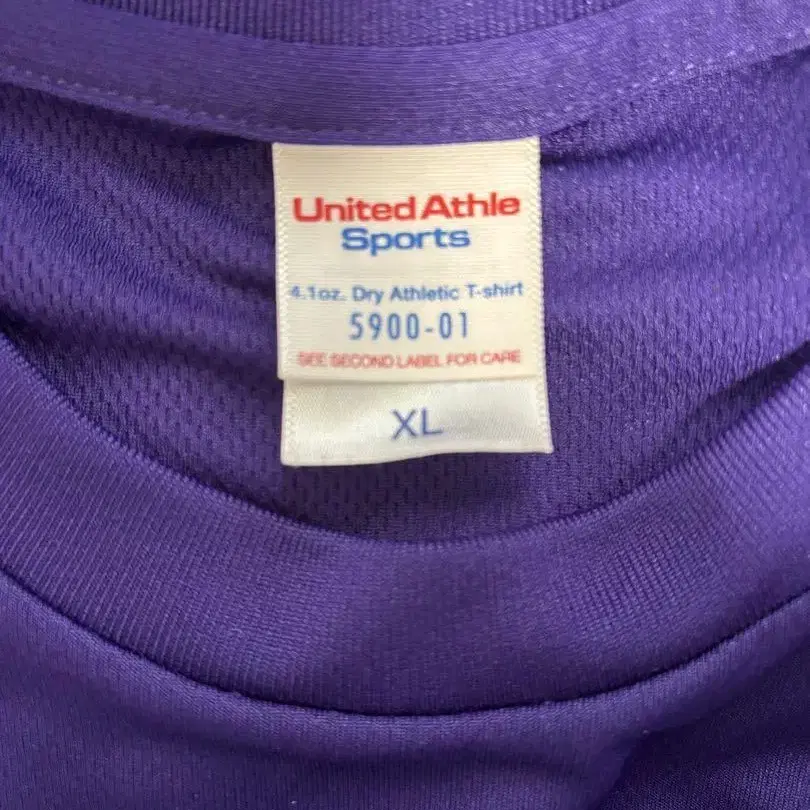 United Athle
Sports
4.1oz. Dry Athletic T-shirt
5900-01
SEE SECOND LABEL FOR CARE
XL